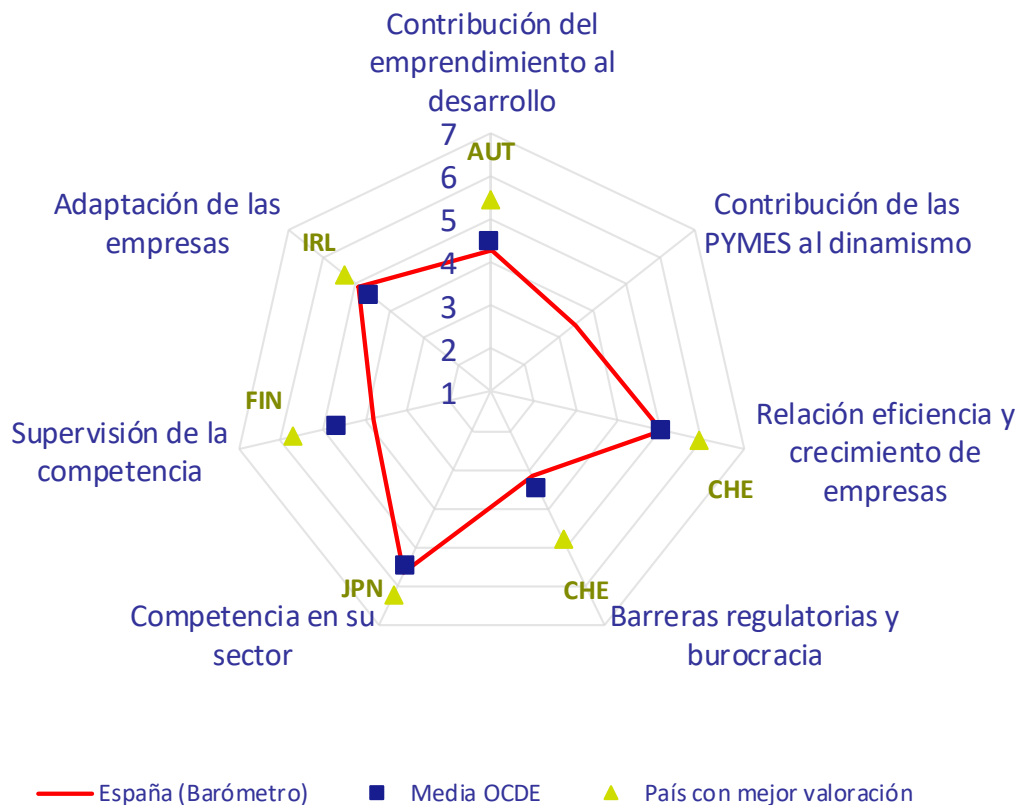 Contribución del
emprendimiento al
desarrollo
7
AUT
6
Adaptación de las
empresas
Contribución de las
PYMES al dinamismo
5
IRL
4
3
2
1
FIN
Supervisión de la
competencia
Relación eficiencia y
crecimiento de
empresas
CHE
JPN
CHE
Competencia en su
sector
Barreras regulatorias y
burocracia
España (Barómetro)
Media OCDE
País con mejor valoración